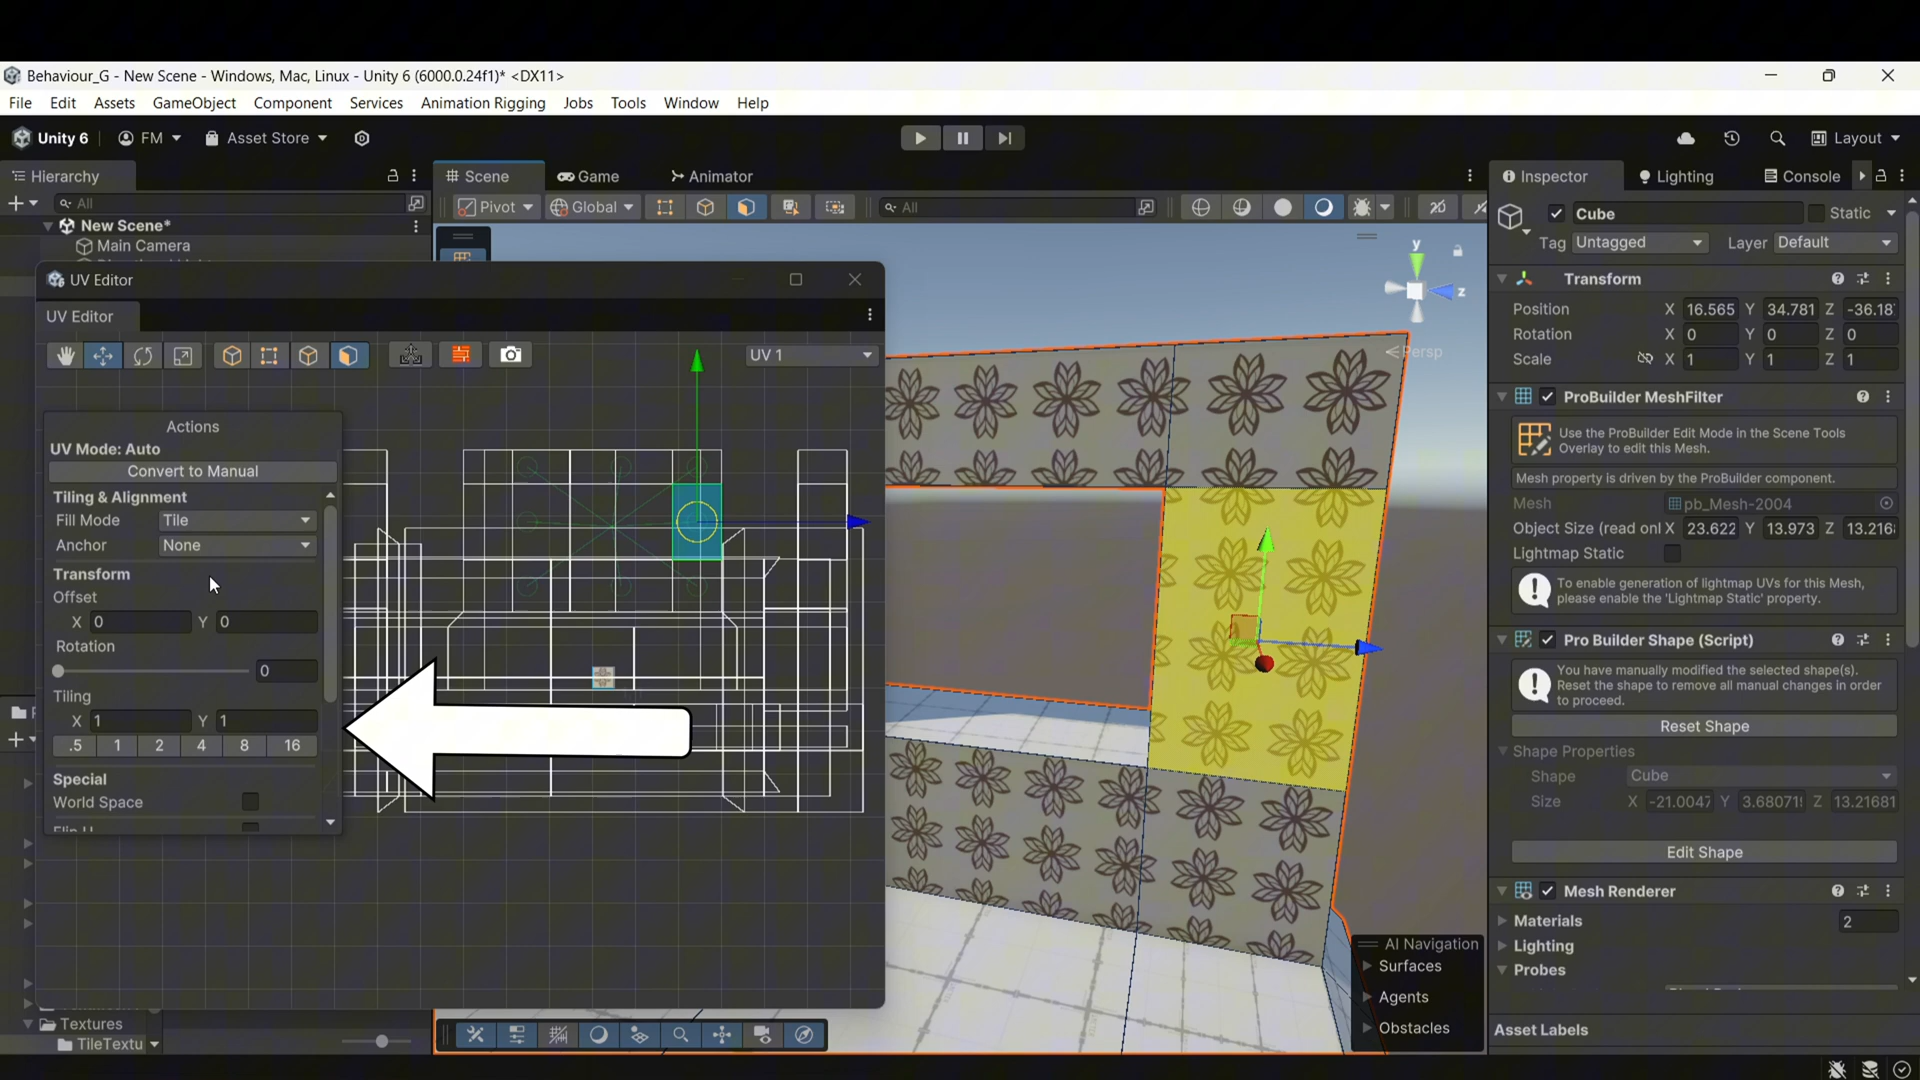 Behaviour_G - New Scene - Windows, Mac, Linux - Unity 6 (6000.0.24f1)* <DX11>
File Edit Assets GameObject Component Services Animation Rigging Jobs Tools Window Help
Unity 6 FM Asset Store Layout
Hierarchy
All
New Scene*
Main Camera
Scene Game Animator
Pivot Global All
UV Editor
UV Editor
UV 1
Actions
UV Mode: Auto
Convert to Manual
Tiling & Alignment
Fill Mode Tile
Anchor None
Transform
Offset
X 0 Y 0
Rotation
0
Tiling
X 1 Y 1
.5 1 2 4 8 16
Special
World Space
Flip U
Textures
TileTextu
y
z
Persp
AI Navigation
Surfaces
Agents
Obstacles
Inspector Lighting Console
Cube Static
Tag Untagged Layer Default
Transform
Position X 16.565 Y 34.781 Z -36.18
Rotation X 0 Y 0 Z 0
Scale X 1 Y 1 Z 1
ProBuilder MeshFilter
Use the ProBuilder Edit Mode in the Scene Tools
Overlay to edit this Mesh.
Mesh property is driven by the ProBuilder component.
Mesh pb_Mesh-2004
Object Size (read onl X 23.622 Y 13.973 Z 13.216
Lightmap Static
To enable generation of lightmap UVs for this Mesh,
please enable the 'Lightmap Static' property.
Pro Builder Shape (Script)
You have manually modified the selected shape(s).
Reset the shape to remove all manual changes in order
to proceed.
Reset Shape
Shape Properties
Shape Cube
Size X -21.0047 Y 3.68071 Z 13.21681
Edit Shape
Mesh Renderer
Materials 2
Lighting
Probes
Asset Labels